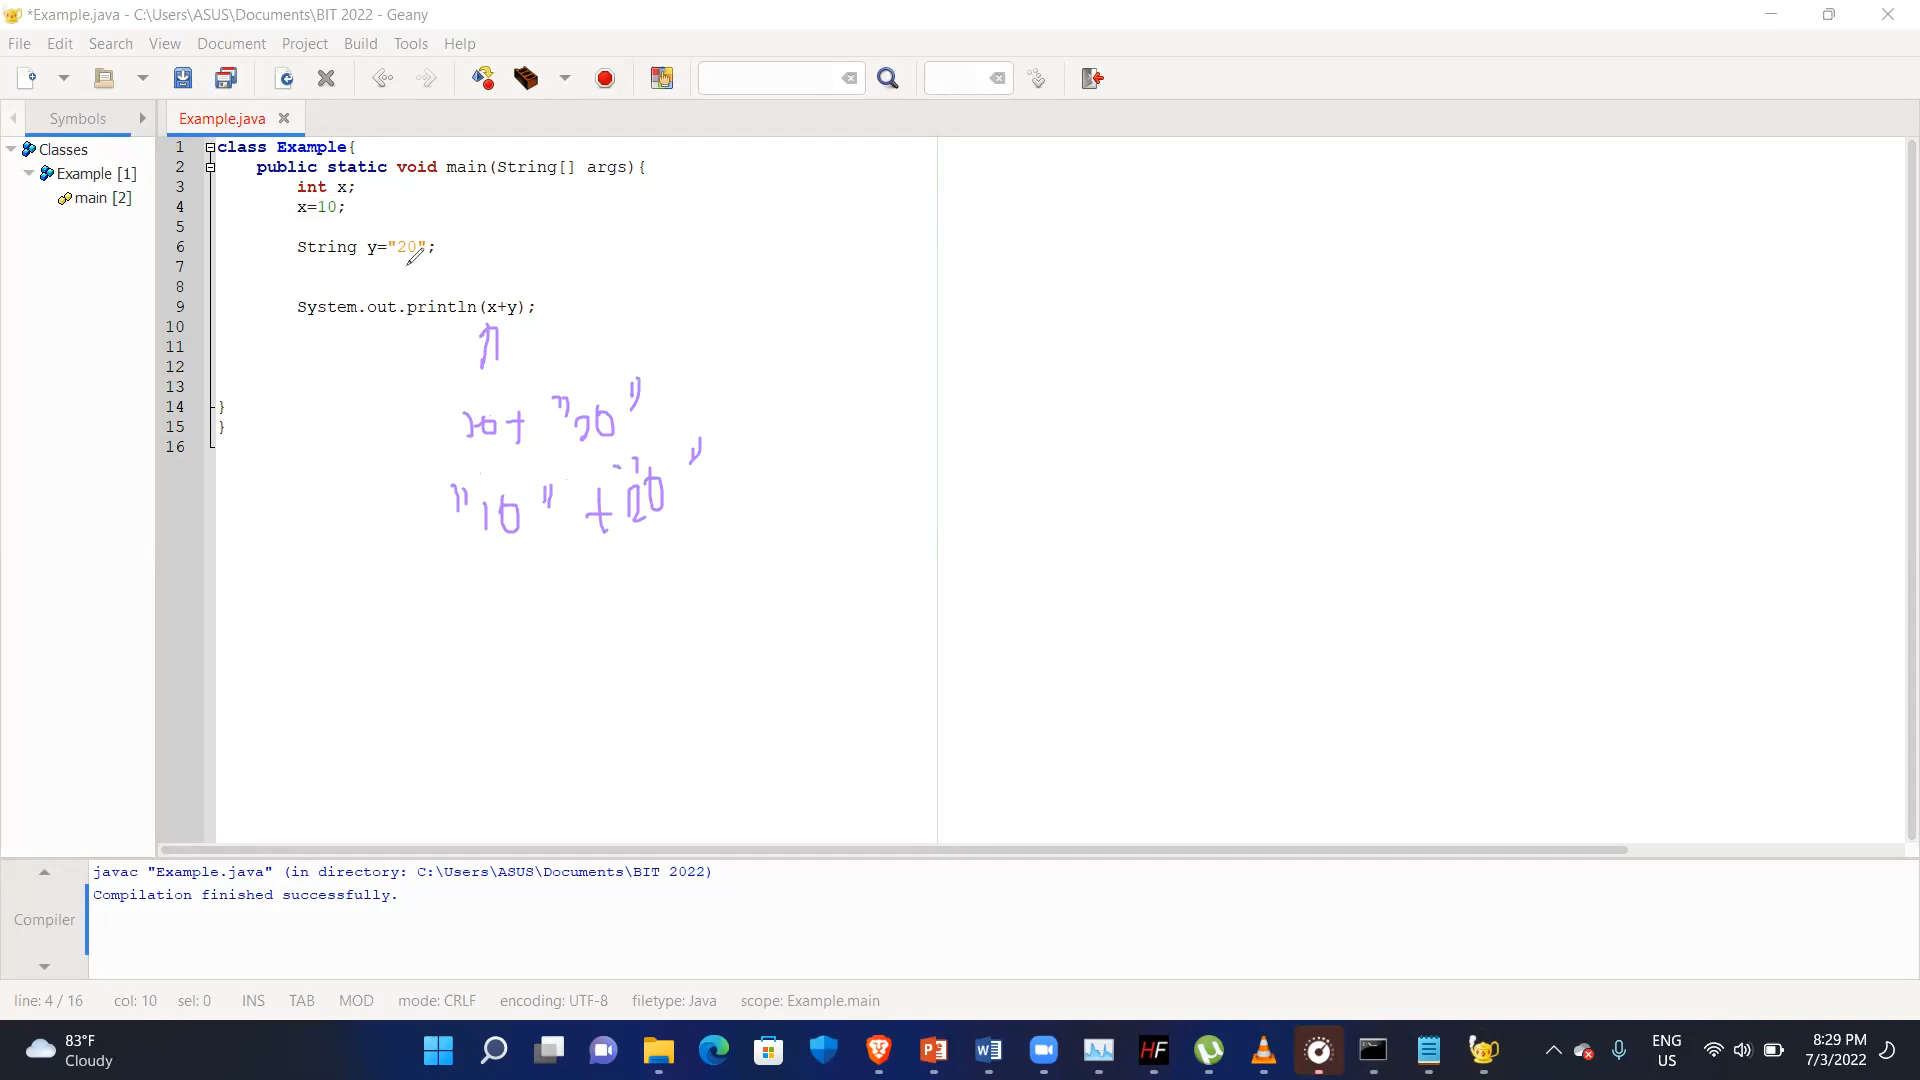 *Example.java - C:\Users\ASUS\Documents\BIT 2022 - Geany
File Edit Search View Document Project Build Tools Help
Symbols
Example.java
Classes
Example [1]
main [2]
1 class Example{
2 public static void main(String[] args){
3 int x;
4 x=10;
5
6 String y="20";
7
8
9 System.out.println(x+y);
10
11
12
13
14 }
15 }
16
"10" + "20"
Compiler
javac "Example.java" (in directory: C:\Users\ASUS\Documents\BIT 2022)
Compilation finished successfully.
line: 4 / 16 col: 10 sel: 0 INS TAB MOD mode: CRLF encoding: UTF-8 filetype: Java scope: Example.main
83°F
Cloudy
HF
ENG
US
8:29 PM
7/3/2022